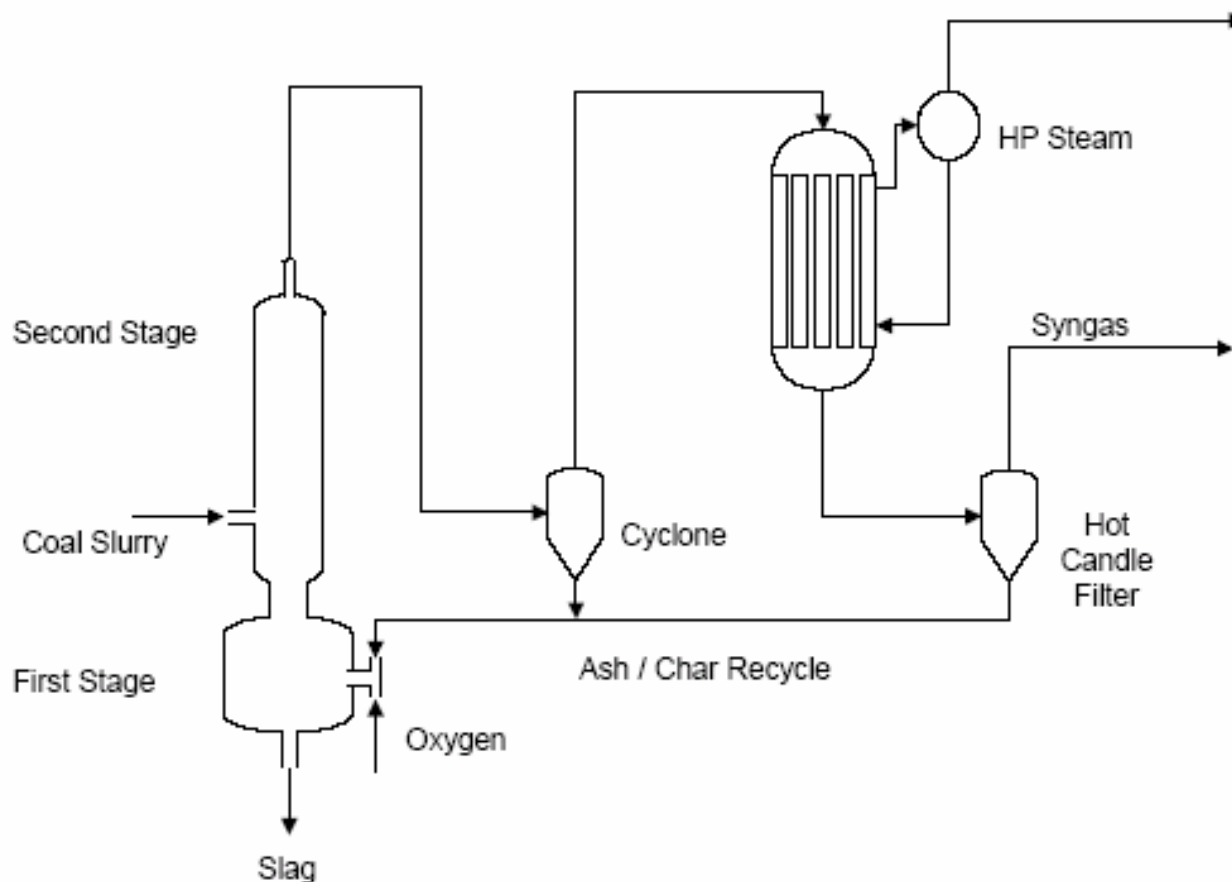 HP Steam
Second Stage
Syngas
Coal Slurry
Cyclone
Hot
Candle
Filter
First Stage
Ash / Char Recycle
Oxygen
Slag